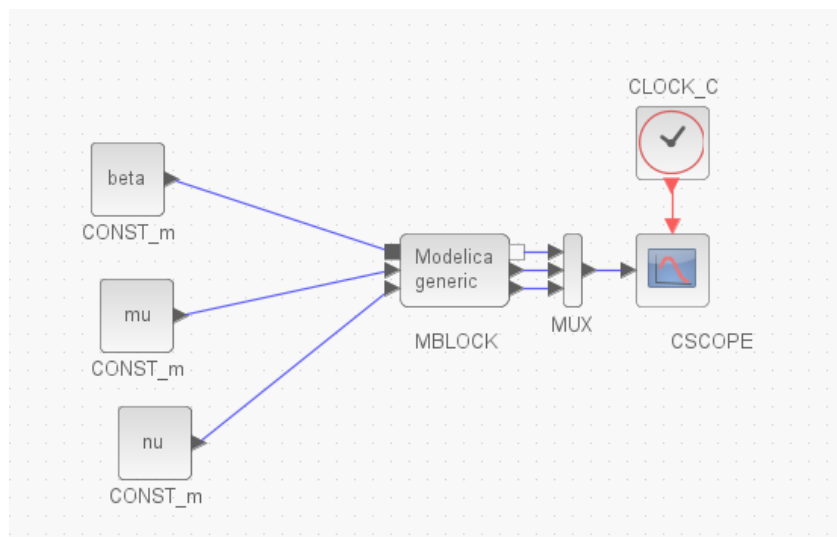 CLOCK_C
beta
CONST_m
Modelica
generic
mu
MUX
MBLOCK
CSCOPE
CONST_m
nu
CONST_m